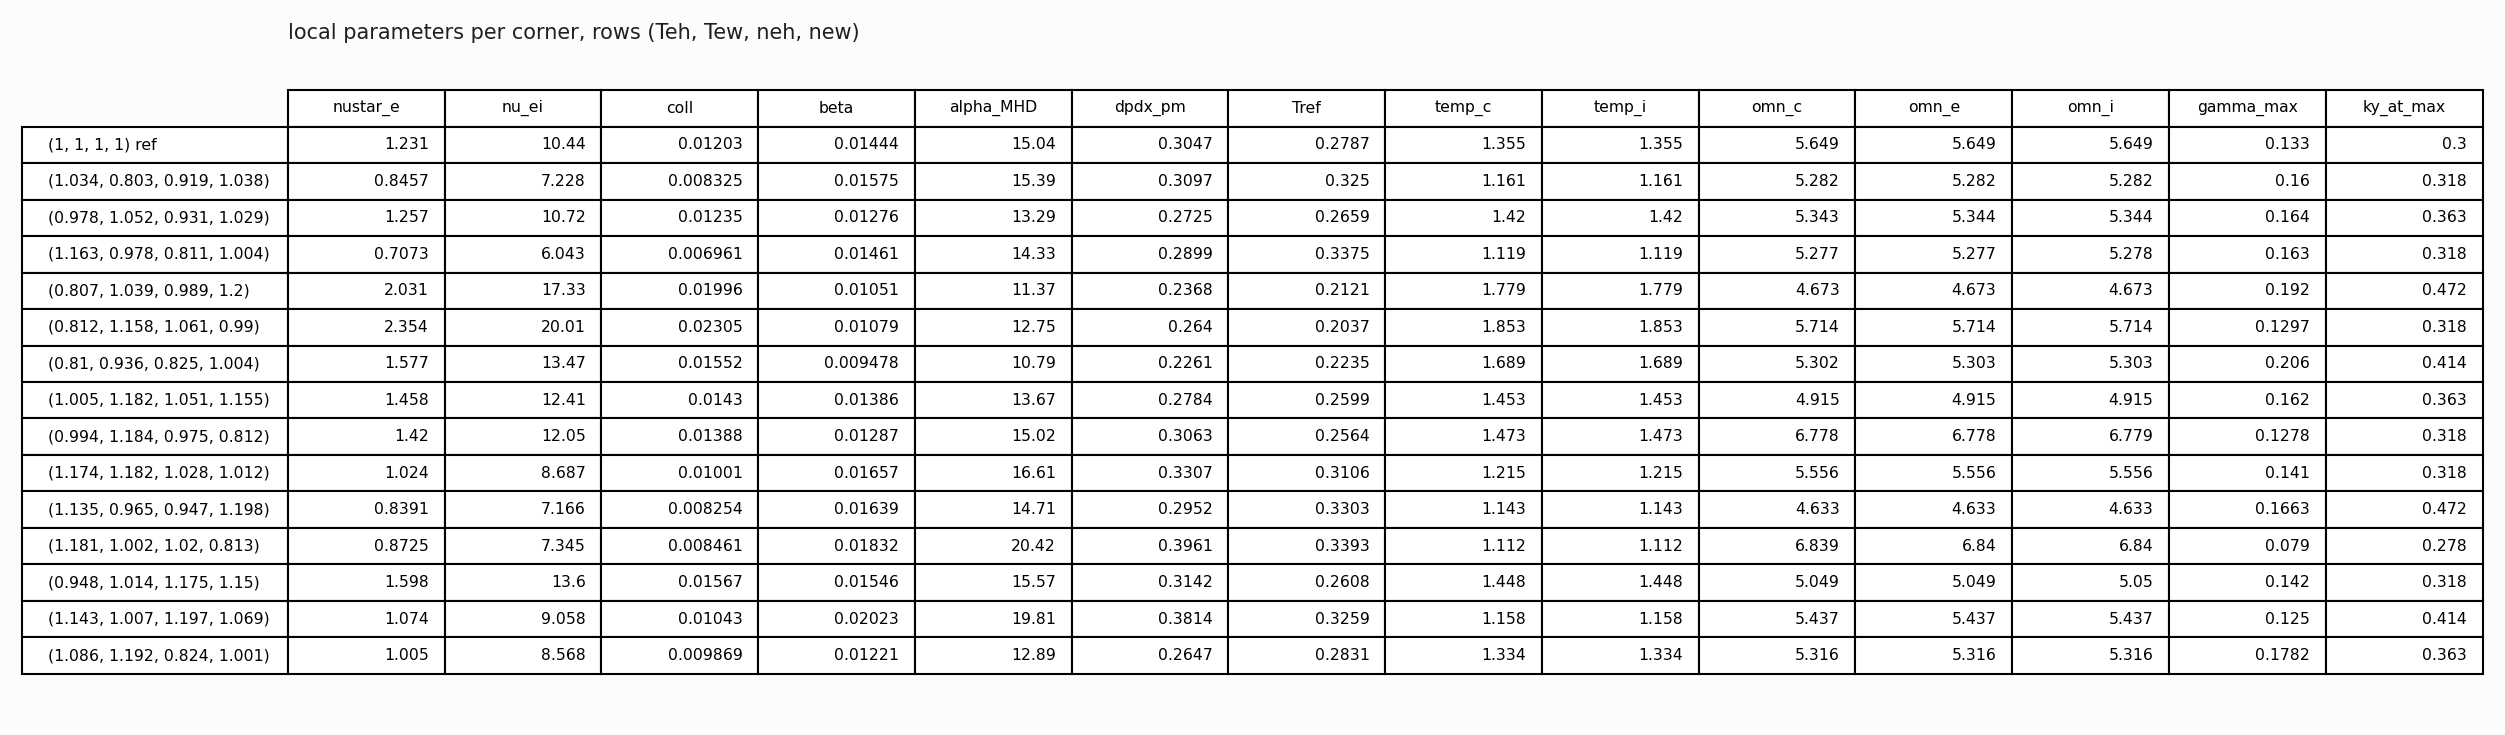 local parameters per corner, rows (Teh, Tew, neh, new)
nustar_e nu_ei coll beta alpha_MHD dpdx_pm Tref temp_c temp_i omn_c omn_e omn_i gamma_max ky_at_max
(1, 1, 1, 1) ref 1.231 10.44 0.01203 0.01444 15.04 0.3047 0.2787 1.355 1.355 5.649 5.649 5.649 0.133 0.3
(1.034, 0.803, 0.919, 1.038) 0.8457 7.228 0.008325 0.01575 15.39 0.3097 0.325 1.161 1.161 5.282 5.282 5.282 0.16 0.318
(0.978, 1.052, 0.931, 1.029) 1.257 10.72 0.01235 0.01276 13.29 0.2725 0.2659 1.42 1.42 5.343 5.344 5.344 0.164 0.363
(1.163, 0.978, 0.811, 1.004) 0.7073 6.043 0.006961 0.01461 14.33 0.2899 0.3375 1.119 1.119 5.277 5.277 5.278 0.163 0.318
(0.807, 1.039, 0.989, 1.2) 2.031 17.33 0.01996 0.01051 11.37 0.2368 0.2121 1.779 1.779 4.673 4.673 4.673 0.192 0.472
(0.812, 1.158, 1.061, 0.99) 2.354 20.01 0.02305 0.01079 12.75 0.264 0.2037 1.853 1.853 5.714 5.714 5.714 0.1297 0.318
(0.81, 0.936, 0.825, 1.004) 1.577 13.47 0.01552 0.009478 10.79 0.2261 0.2235 1.689 1.689 5.302 5.303 5.303 0.206 0.414
(1.005, 1.182, 1.051, 1.155) 1.458 12.41 0.0143 0.01386 13.67 0.2784 0.2599 1.453 1.453 4.915 4.915 4.915 0.162 0.363
(0.994, 1.184, 0.975, 0.812) 1.42 12.05 0.01388 0.01287 15.02 0.3063 0.2564 1.473 1.473 6.778 6.778 6.779 0.1278 0.318
(1.174, 1.182, 1.028, 1.012) 1.024 8.687 0.01001 0.01657 16.61 0.3307 0.3106 1.215 1.215 5.556 5.556 5.556 0.141 0.318
(1.135, 0.965, 0.947, 1.198) 0.8391 7.166 0.008254 0.01639 14.71 0.2952 0.3303 1.143 1.143 4.633 4.633 4.633 0.1663 0.472
(1.181, 1.002, 1.02, 0.813) 0.8725 7.345 0.008461 0.01832 20.42 0.3961 0.3393 1.112 1.112 6.839 6.84 6.84 0.079 0.278
(0.948, 1.014, 1.175, 1.15) 1.598 13.6 0.01567 0.01546 15.57 0.3142 0.2608 1.448 1.448 5.049 5.049 5.05 0.142 0.318
(1.143, 1.007, 1.197, 1.069) 1.074 9.058 0.01043 0.02023 19.81 0.3814 0.3259 1.158 1.158 5.437 5.437 5.437 0.125 0.414
(1.086, 1.192, 0.824, 1.001) 1.005 8.568 0.009869 0.01221 12.89 0.2647 0.2831 1.334 1.334 5.316 5.316 5.316 0.1782 0.363